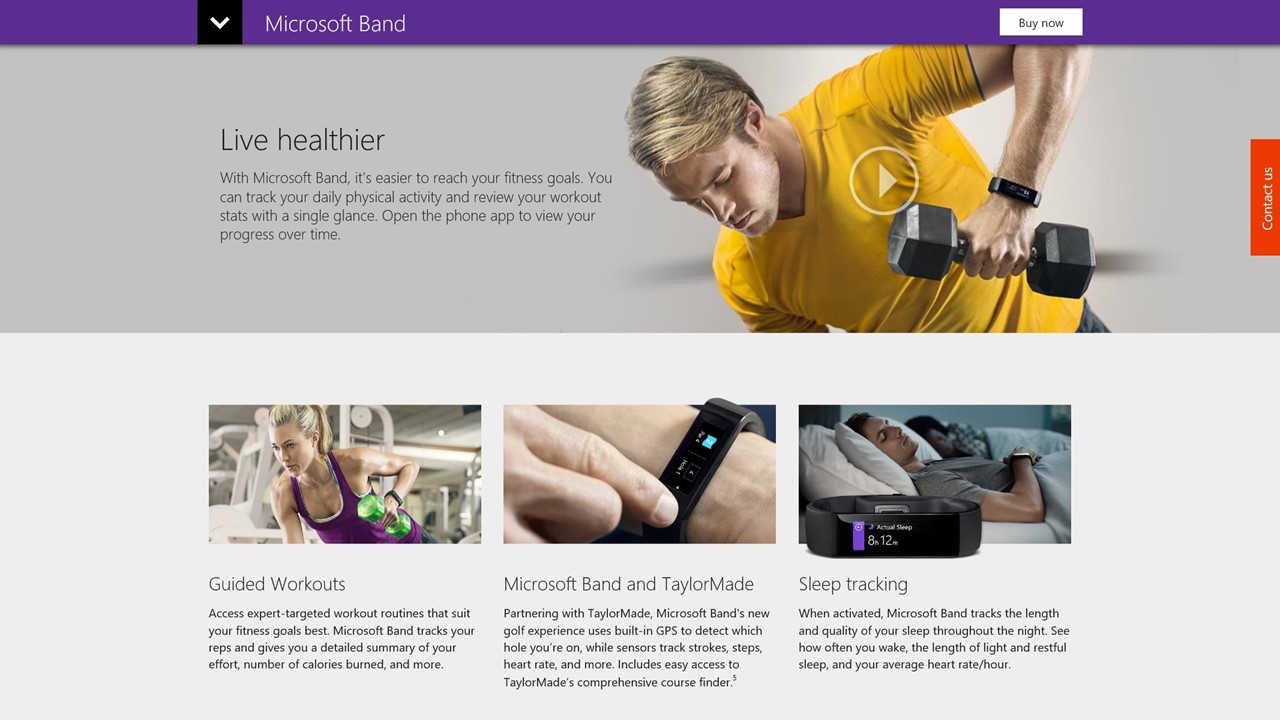 Microsoft Band
Buy now
Live healthier
With Microsoft Band, it's easier to reach your fitness goals. You
can track your daily physical activity and review your workout
stats with a single glance. Open the phone app to view your
progress over time.
Contact us
Par 4
Hole 1
4
Actual Sleep
8h 12m
Guided Workouts
Access expert-targeted workout routines that suit
your fitness goals best. Microsoft Band tracks your
reps and gives you a detailed summary of your
effort, number of calories burned, and more.
Microsoft Band and TaylorMade
Partnering with TaylorMade, Microsoft Band's new
golf experience uses built-in GPS to detect which
hole you're on, while sensors track strokes, steps,
heart rate, and more. Includes easy access to
TaylorMade's comprehensive course finder.5
Sleep tracking
When activated, Microsoft Band tracks the length
and quality of your sleep throughout the night. See
how often you wake, the length of light and restful
sleep, and your average heart rate/hour.